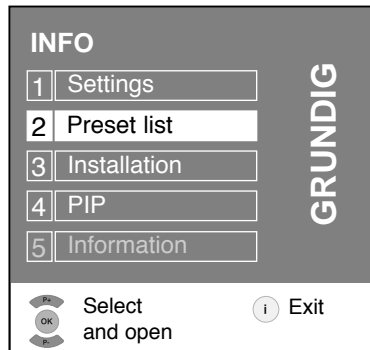 INFO
GRUNDIG
1 Settings
2 Preset list
3 Installation
4 PIP
5 Information
P+
OK
P-
Select
and open
i Exit